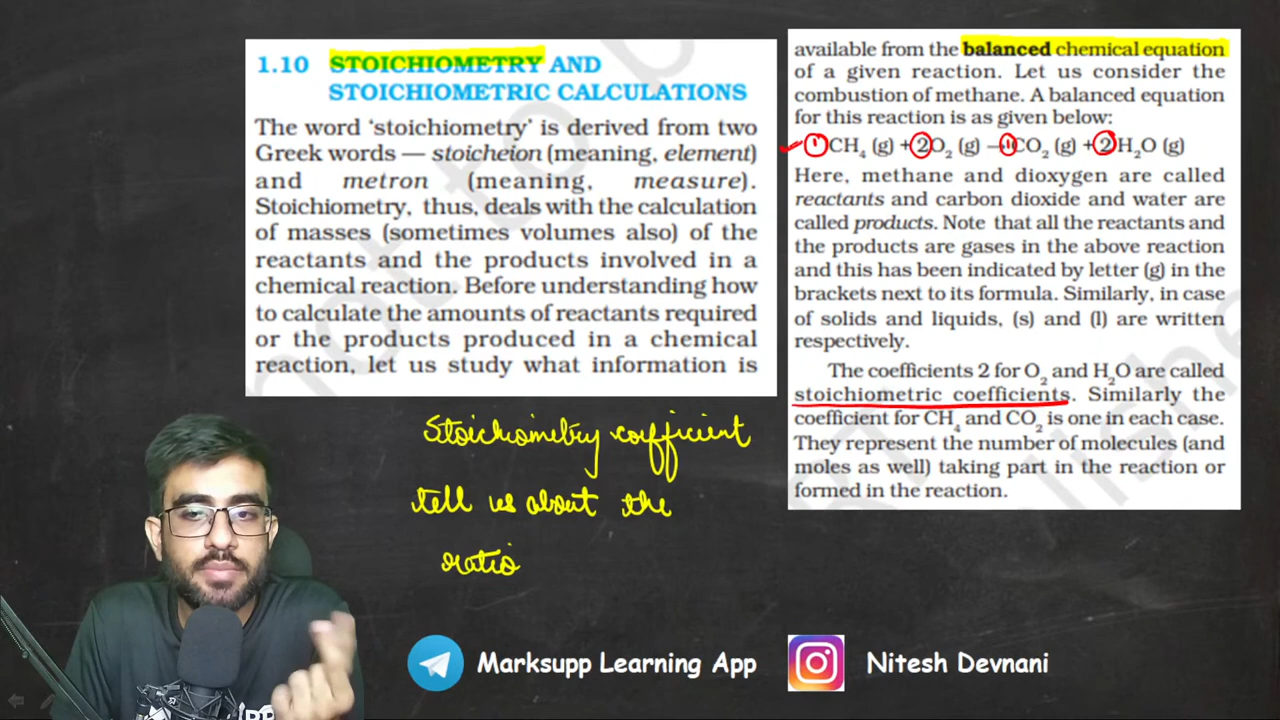 1.10 STOICHIOMETRY AND
STOICHIOMETRIC CALCULATIONS
The word ‘stoichiometry’ is derived from two
Greek words — stoicheion (meaning, element)
and metron (meaning, measure).
Stoichiometry, thus, deals with the calculation
of masses (sometimes volumes also) of the
reactants and the products involved in a
chemical reaction. Before understanding how
to calculate the amounts of reactants required
or the products produced in a chemical
reaction, let us study what information is
available from the balanced chemical equation
of a given reaction. Let us consider the
combustion of methane. A balanced equation
for this reaction is as given below:
1 CH₄ (g) + 2O₂ (g) → 1 CO₂ (g) + 2 H₂O (g)
Here, methane and dioxygen are called
reactants and carbon dioxide and water are
called products. Note that all the reactants and
the products are gases in the above reaction
and this has been indicated by letter (g) in the
brackets next to its formula. Similarly, in case
of solids and liquids, (s) and (l) are written
respectively.
The coefficients 2 for O₂ and H₂O are called
stoichiometric coefficients. Similarly the
coefficient for CH₄ and CO₂ is one in each case.
They represent the number of molecules (and
moles as well) taking part in the reaction or
formed in the reaction.
Stoichiometry cofficient
tell us about the
ratio
Marksupp Learning App
Nitesh Devnani